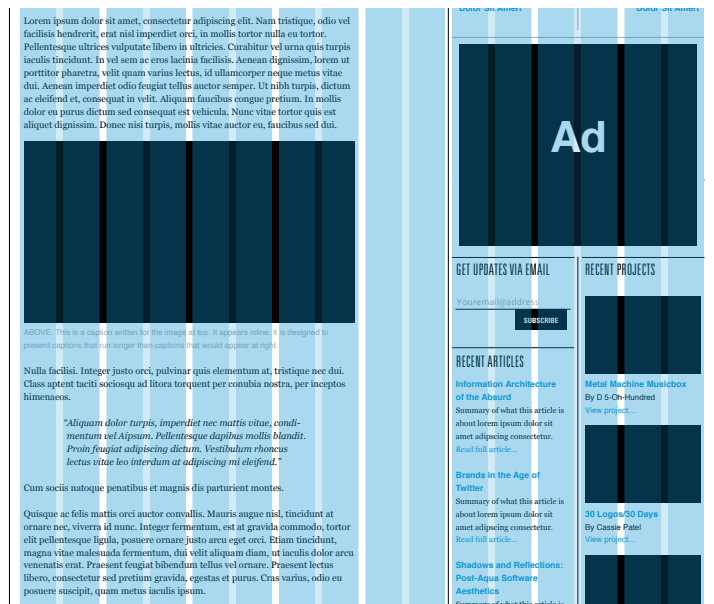 Lorem ipsum dolor sit amet, consectetur adipiscing elit. Nam tristique, odio vel
facilisis hendrerit, erat nisl imperdiet orci, in mollis tortor nulla eu tortor.
Pellentesque ultrices vulputate libero in ultricies. Curabitur vel urna quis turpis
iaculis tincidunt. In vel sem ac eros lacinia facilisis. Aenean dignissim, lorem ut
porttitor pharetra, velit quam varius lectus, id ullamcorper neque metus vitae
dui. Aenean imperdiet odio feugiat tellus auctor semper. Ut nibh turpis, dictum
ac eleifend et, consequat in velit. Aliquam faucibus congue pretium. In mollis
dolor eu purus dictum sed consequat est vehicula. Nunc vitae tortor quis est
aliquet dignissim. Donec nisi turpis, mollis vitae auctor eu, faucibus sed dui.
ABOVE: This is a caption written for the image at top. It appears inline. It is designed to
present captions that run longer than captions that would appear at right.
Nulla facilisi. Integer justo orci, pulvinar quis elementum at, tristique nec dui.
Class aptent taciti sociosqu ad litora torquent per conubia nostra, per inceptos
himenaeos.
“Aliquam dolor turpis, imperdiet nec mattis vitae, condi-
mentum vel Aipsum. Pellentesque dapibus mollis blandit.
Proin feugiat adipiscing dictum. Vestibulum rhoncus
lectus vitae leo interdum at adipiscing mi eleifend.”
Cum sociis natoque penatibus et magnis dis parturient montes.
Quisque ac felis mattis orci auctor convallis. Mauris augue nisl, tincidunt at
ornare nec, viverra id nunc. Integer fermentum, est at gravida commodo, tortor
elit pellentesque ligula, posuere ornare justo arcu eget orci. Etiam tincidunt,
magna vitae malesuada fermentum, dui velit aliquam diam, ut iaculis dolor arcu
venenatis erat. Praesent feugiat bibendum tellus vel ornare. Praesent lectus
libero, consectetur sed pretium gravida, egestas et purus. Cras varius, odio eu
posuere suscipit, quam metus iaculis ipsum.
Dolor Sit Amert
Dolor Sit Amert
Ad
GET UPDATES VIA EMAIL
Youremail@address
SUBSCRIBE
RECENT ARTICLES
Information Architecture
of the Absurd
Summary of what this article is
about lorem ipsum dolor sit
amet adipscing consectetur.
Read full article...
Brands in the Age of
Twitter
Summary of what this article is
about lorem ipsum dolor sit
amet adipscing consectetur.
Read full article...
Shadows and Reflections:
Post-Aqua Software
Aesthetics
Summary of what this article is
RECENT PROJECTS
Metal Machine Musicbox
By D 5-Oh-Hundred
View project...
30 Logos/30 Days
By Cassie Patel
View project...